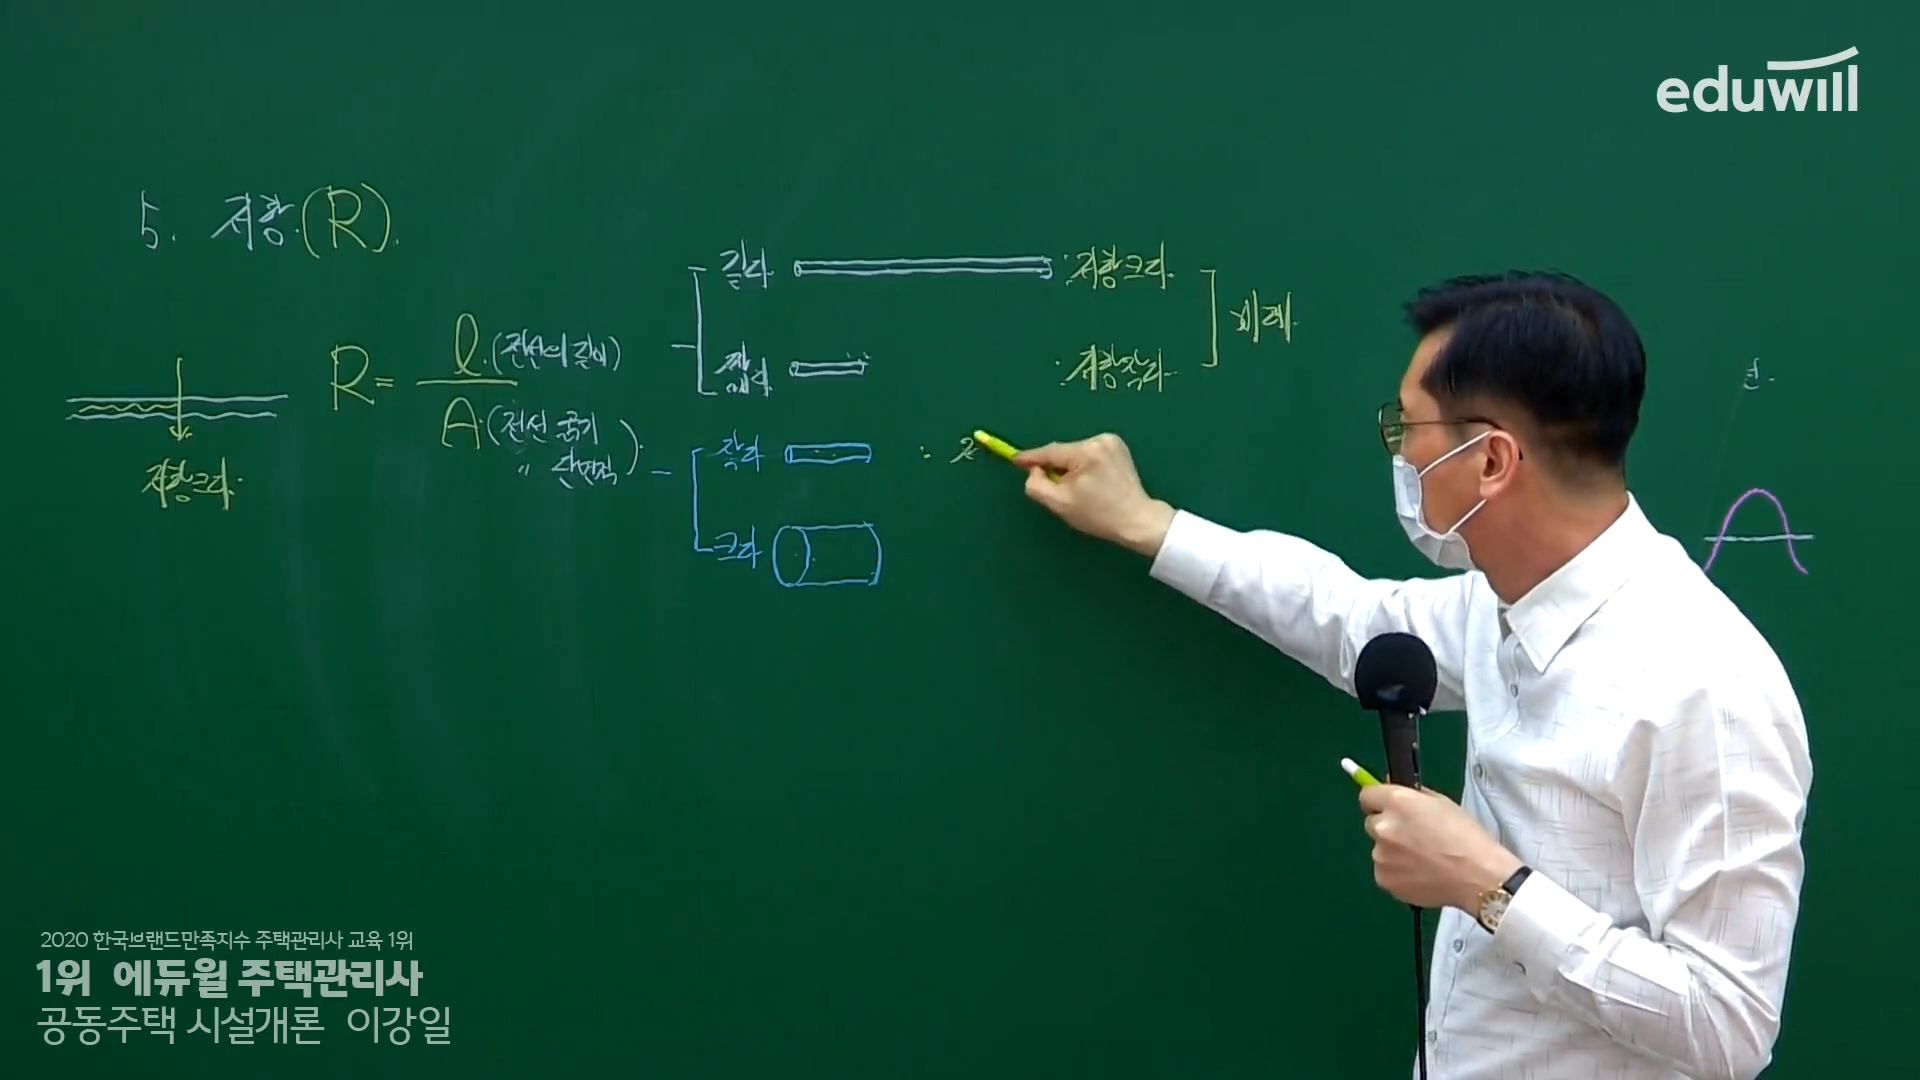 eduwill
5. 저항(R).
길다 : 저항크다.
비례.
짧다 : 저항작다.
R = l (전선의 길이)
A (전선 굵기
〃 단면적)
작다 :
크다
저항크다.
2020 한국브랜드만족지수 주택관리사 교육 1위
1위 에듀윌 주택관리사
공동주택 시설개론 이강일